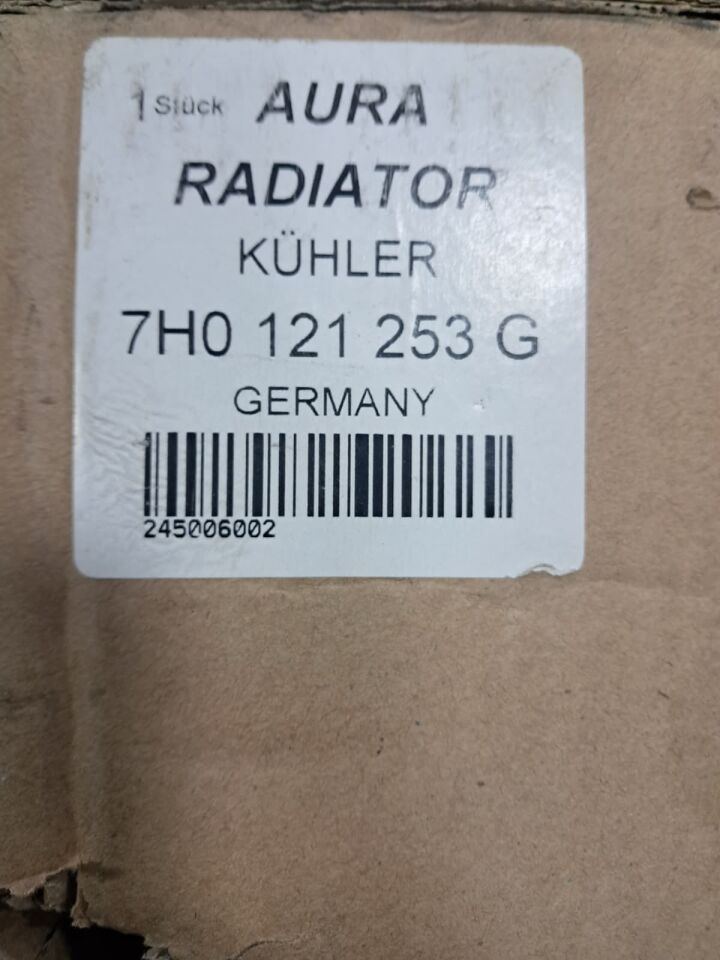 1 Stück AURA
RADIATOR
KÜHLER
7H0 121 253 G
GERMANY
245006002